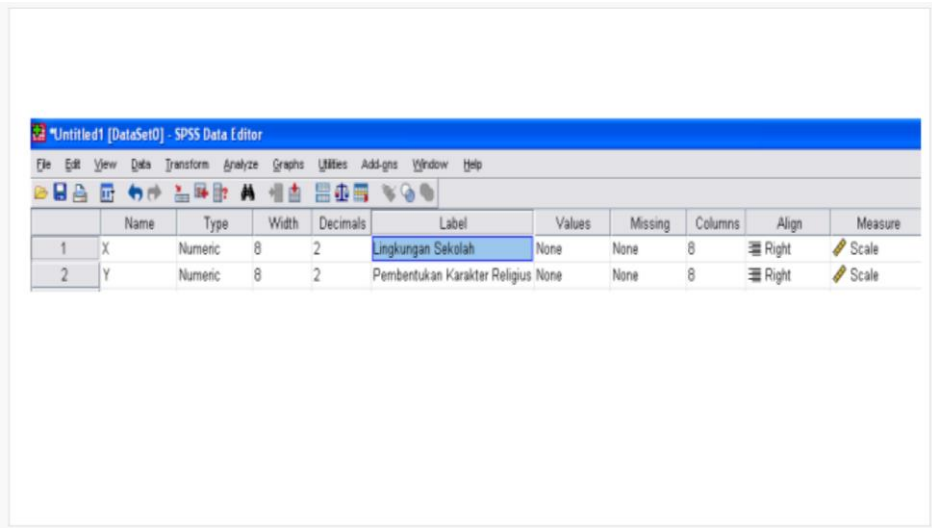 *Untitled1 [DataSet0] - SPSS Data Editor
File Edit View Data Transform Analyze Graphs Utilities Add-ons Window Help
Name Type Width Decimals Label Values Missing Columns Align Measure
1 X Numeric 8 2 Lingkungan Sekolah None None 8 Right Scale
2 Y Numeric 8 2 Pembentukan Karakter Religius None None 8 Right Scale